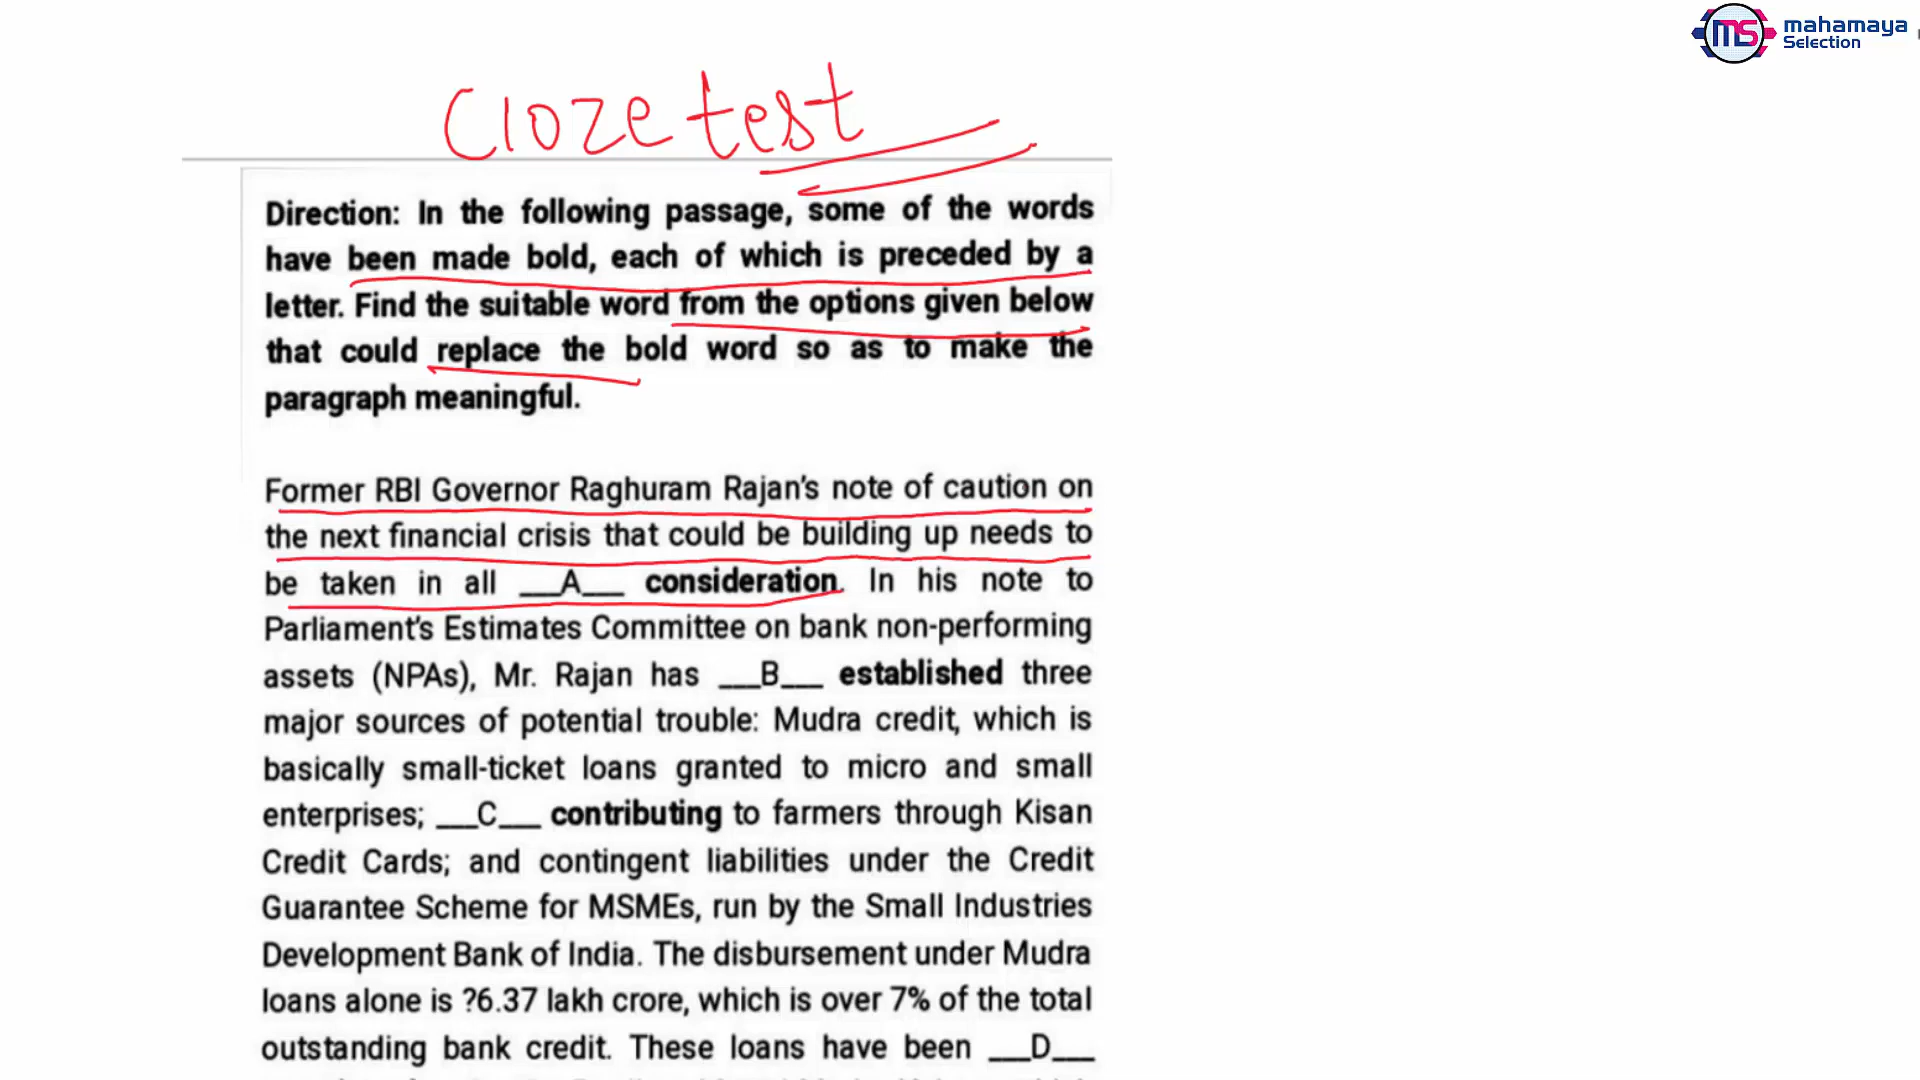 mahamaya
Selection
Cloze test
Direction: In the following passage, some of the words
have been made bold, each of which is preceded by a
letter. Find the suitable word from the options given below
that could replace the bold word so as to make the
paragraph meaningful.
Former RBI Governor Raghuram Rajan's note of caution on
the next financial crisis that could be building up needs to
be taken in all ___A___ consideration. In his note to
Parliament's Estimates Committee on bank non-performing
assets (NPAs), Mr. Rajan has ___B___ established three
major sources of potential trouble: Mudra credit, which is
basically small-ticket loans granted to micro and small
enterprises; ___C___ contributing to farmers through Kisan
Credit Cards; and contingent liabilities under the Credit
Guarantee Scheme for MSMEs, run by the Small Industries
Development Bank of India. The disbursement under Mudra
loans alone is ?6.37 lakh crore, which is over 7% of the total
outstanding bank credit. These loans have been ___D___